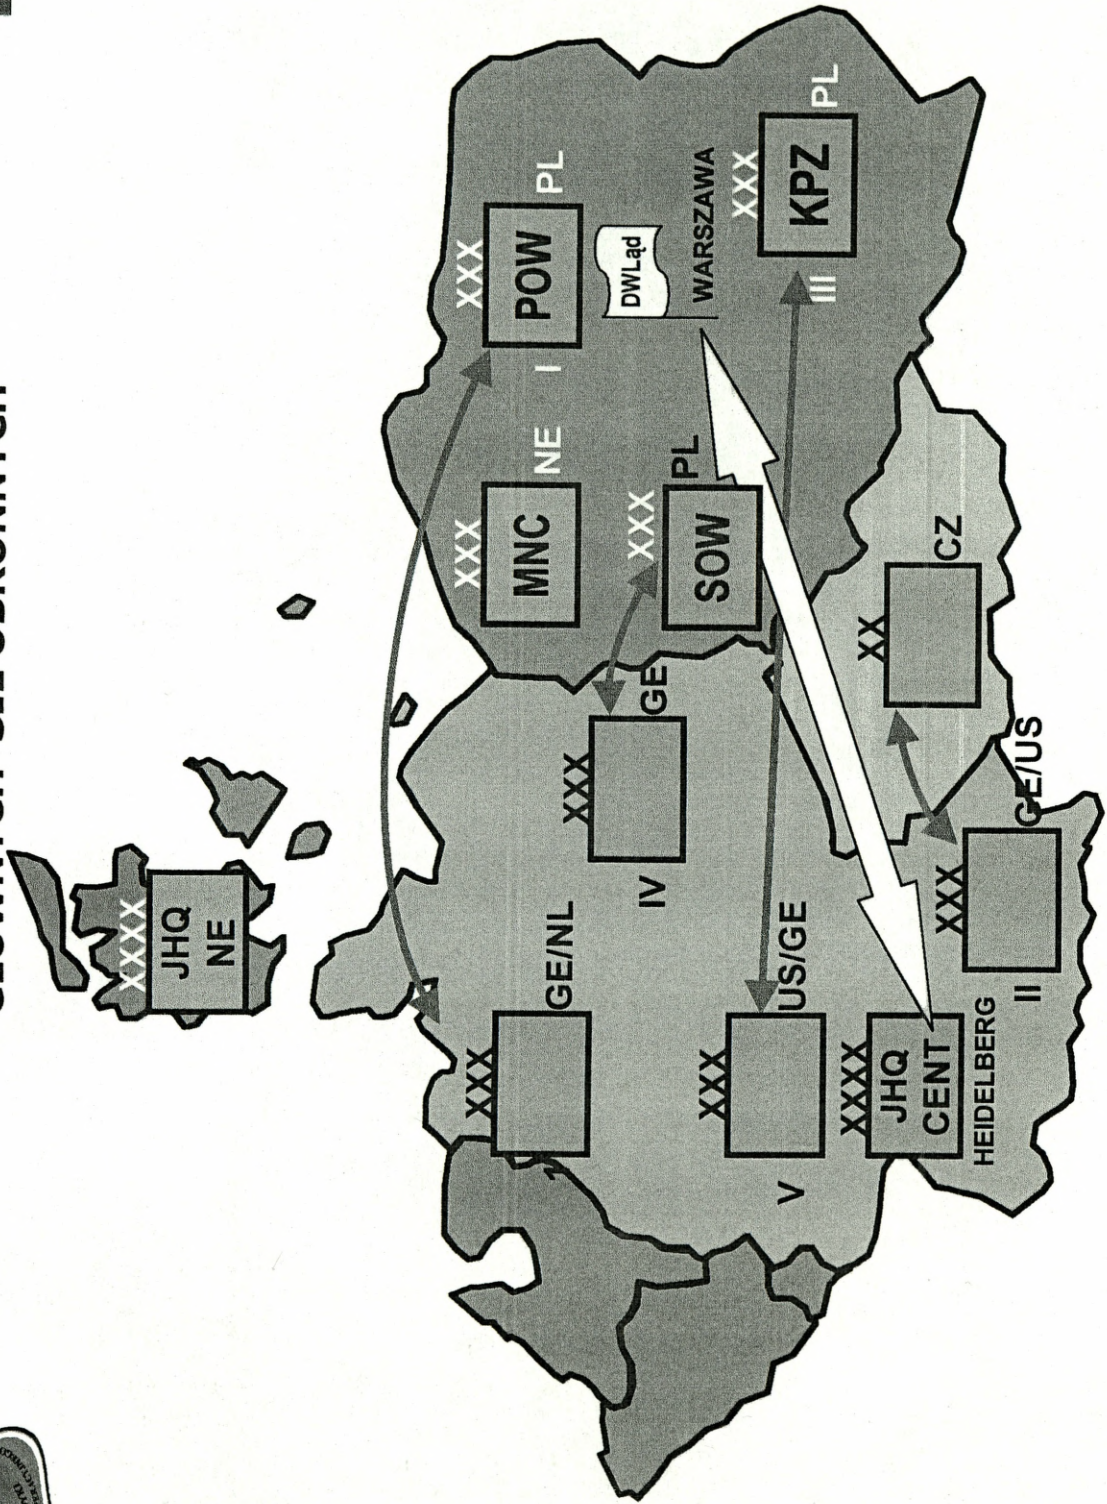 XXXX
JHQ
NE
XXX
GE/NL
XXX
MNC
NE
XXX
I
POW
PL
DWLąd
WARSZAWA
XXX
GE
IV
XXX
SOW
PL
XXX
US/GE
V
XXX
KPZ
PL
III
XXXX
JHQ
CENT
HEIDELBERG
XXX
GE/US
II
XX
CZ